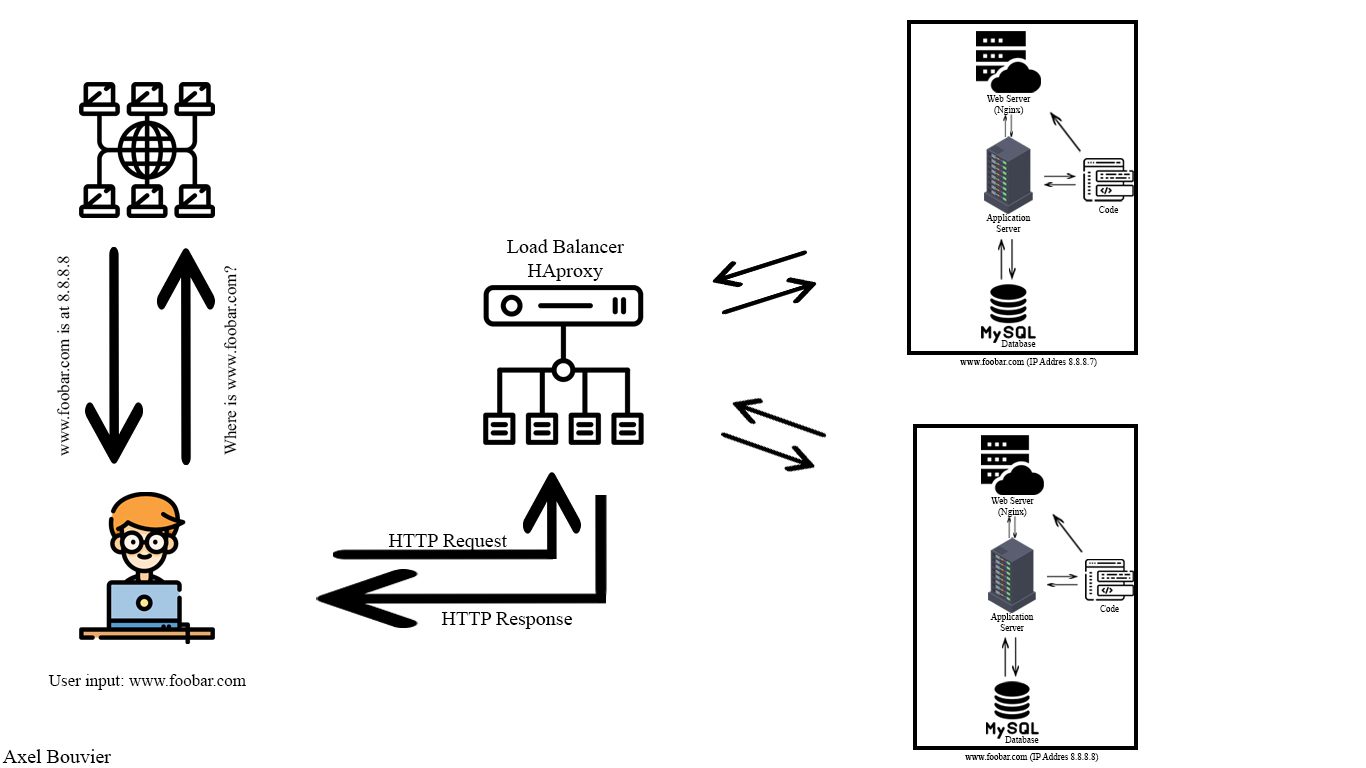 www.foobar.com is at 8.8.8.8
Where is www.foobar.com?
User input: www.foobar.com
Axel Bouvier
Load Balancer
HAproxy
HTTP Request
HTTP Response
Web Server
(Nginx)
Application
Server
Code
MySQL
Database
www.foobar.com (IP Addres 8.8.8.7)
Web Server
(Nginx)
Application
Server
Code
MySQL
Database
www.foobar.com (IP Addres 8.8.8.8)